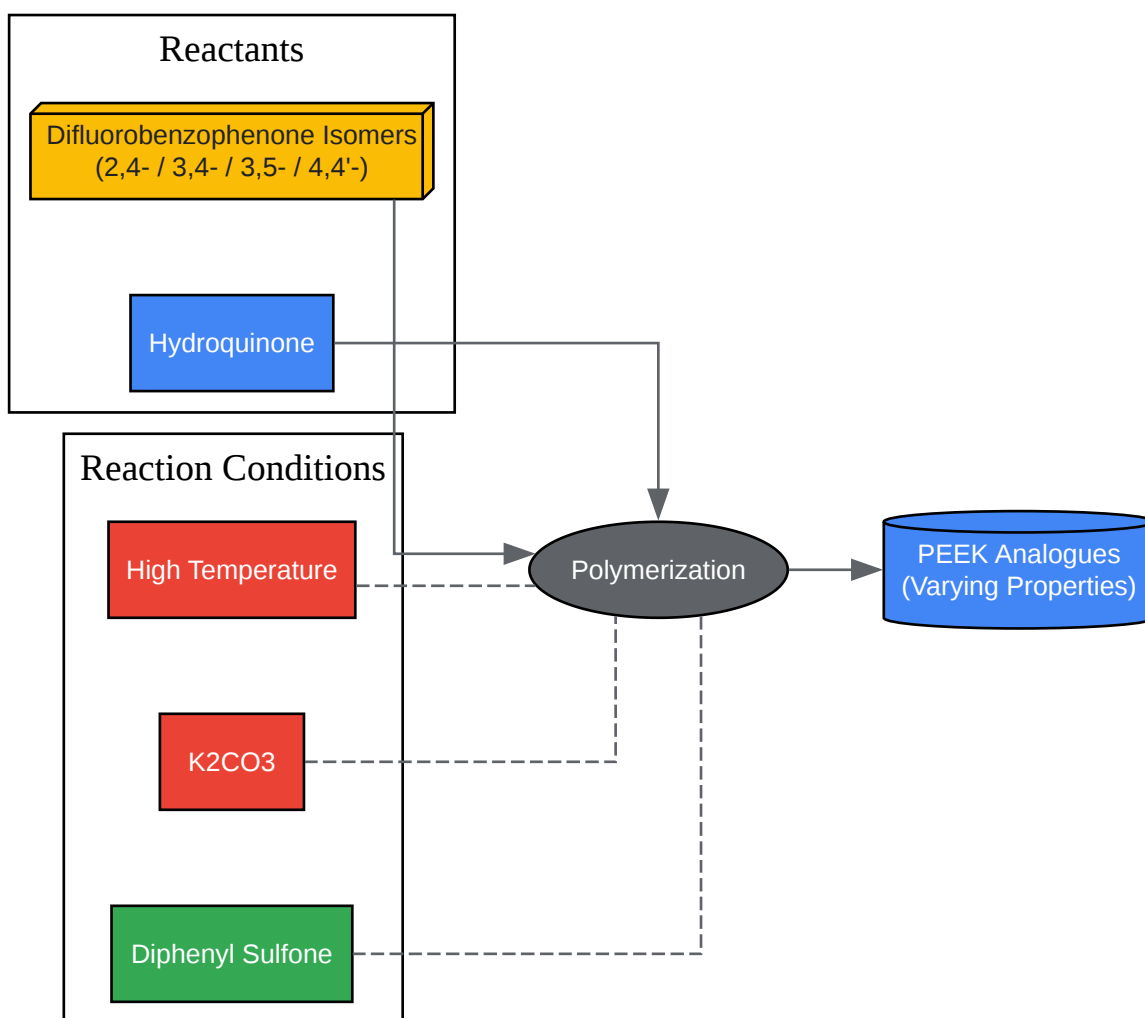 Reactants
Difluorobenzophenone Isomers
(2,4- / 3,4- / 3,5- / 4,4'-)
Hydroquinone
Reaction Conditions
High Temperature
Polymerization
PEEK Analogues
(Varying Properties)
K2CO3
Diphenyl Sulfone